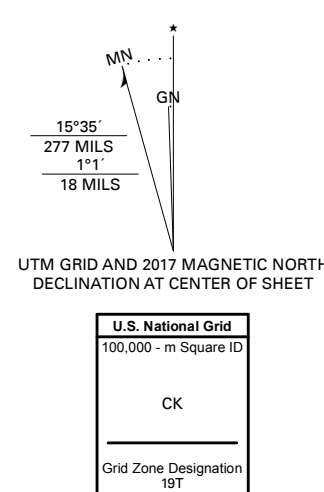 ★
MN
GN
15°35´
277 MILS
1°1´
18 MILS
UTM GRID AND 2017 MAGNETIC NORTH
DECLINATION AT CENTER OF SHEET
U.S. National Grid
100,000 - m Square ID
CK
Grid Zone Designation
19T